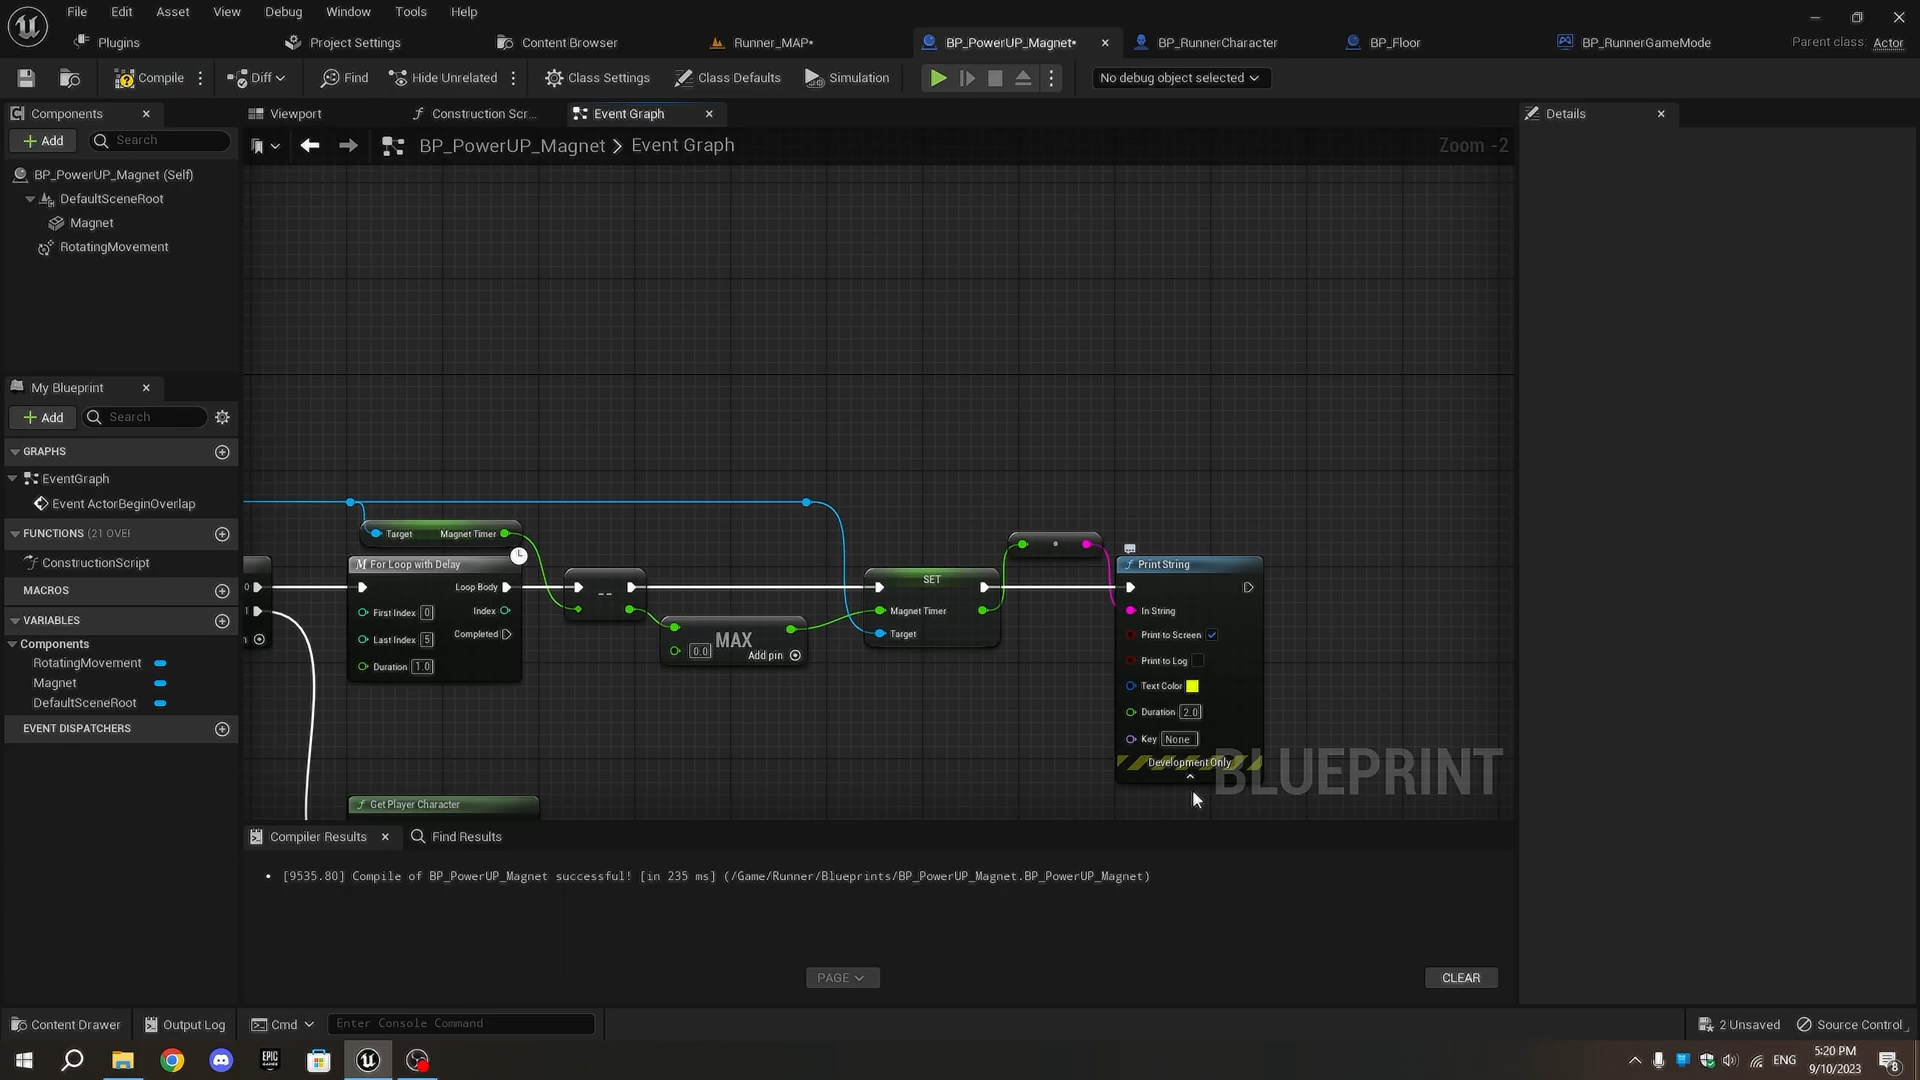 File Edit Asset View Debug Window Tools Help
Plugins Project Settings Content Browser Runner_MAP* BP_PowerUP_Magnet* BP_RunnerCharacter BP_Floor BP_RunnerGameMode Parent class: Actor
Compile Diff Find Hide Unrelated Class Settings Class Defaults Simulation No debug object selected
Components Viewport Construction Scr... Event Graph Details
Add Search BP_PowerUP_Magnet > Event Graph Zoom -2
BP_PowerUP_Magnet (Self)
DefaultSceneRoot
Magnet
RotatingMovement
My Blueprint
Add Search
GRAPHS
EventGraph
Event ActorBeginOverlap
FUNCTIONS (21 OVER
ConstructionScript
MACROS
VARIABLES
Components
RotatingMovement
Magnet
DefaultSceneRoot
EVENT DISPATCHERS
Target Magnet Timer
For Loop with Delay
Loop Body
First Index 0 Index
Last Index 5 Completed
Duration 1.0
--
MAX
0.0 Add pin
SET
Magnet Timer
Target
Print String
In String
Print to Screen
Print to Log
Text Color
Duration 2.0
Key None
Development Only
BLUEPRINT
Get Player Character
Compiler Results Find Results
[9535.80] Compile of BP_PowerUP_Magnet successful! [in 235 ms] (/Game/Runner/Blueprints/BP_PowerUP_Magnet.BP_PowerUP_Magnet)
PAGE CLEAR
Content Drawer Output Log Cmd Enter Console Command 2 Unsaved Source Control
EPIC GAMES ENG 5:20 PM
9/10/2023 8